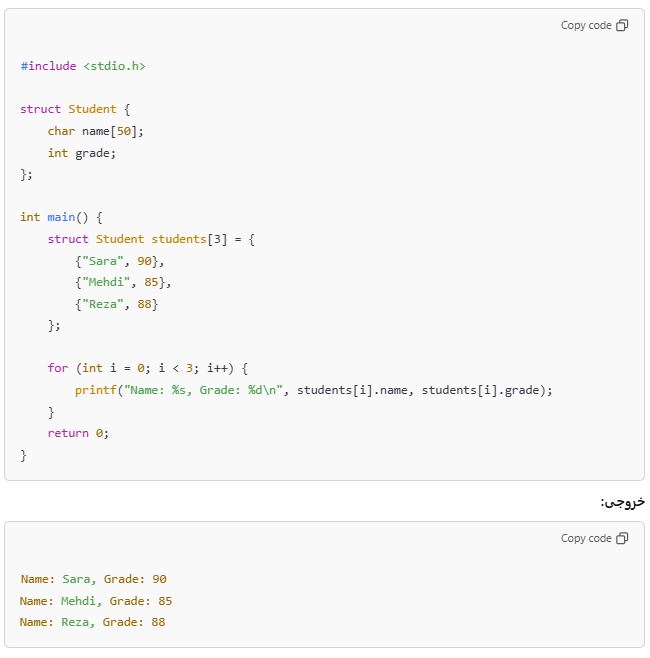 Copy code
#include <stdio.h>
struct Student {
    char name[50];
    int grade;
};
int main() {
    struct Student students[3] = {
        {"Sara", 90},
        {"Mehdi", 85},
        {"Reza", 88}
    };
    for (int i = 0; i < 3; i++) {
        printf("Name: %s, Grade: %d\n", students[i].name, students[i].grade);
    }
    return 0;
}
خروجی:
Copy code
Name: Sara, Grade: 90
Name: Mehdi, Grade: 85
Name: Reza, Grade: 88